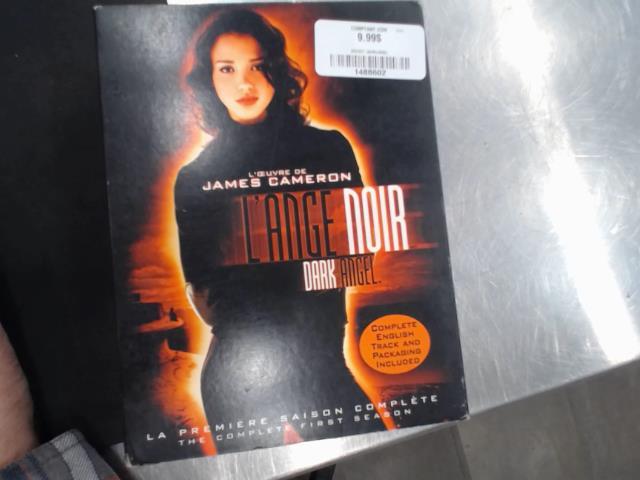 9.99$
1488602
L'ŒUVRE DE
JAMES CAMERON
L'ANGE NOIR
DARK ANGEL.
COMPLETE
ENGLISH
TRACK AND
PACKAGING
INCLUDED
LA PREMIÈRE SAISON COMPLÈTE
THE COMPLETE FIRST SEASON